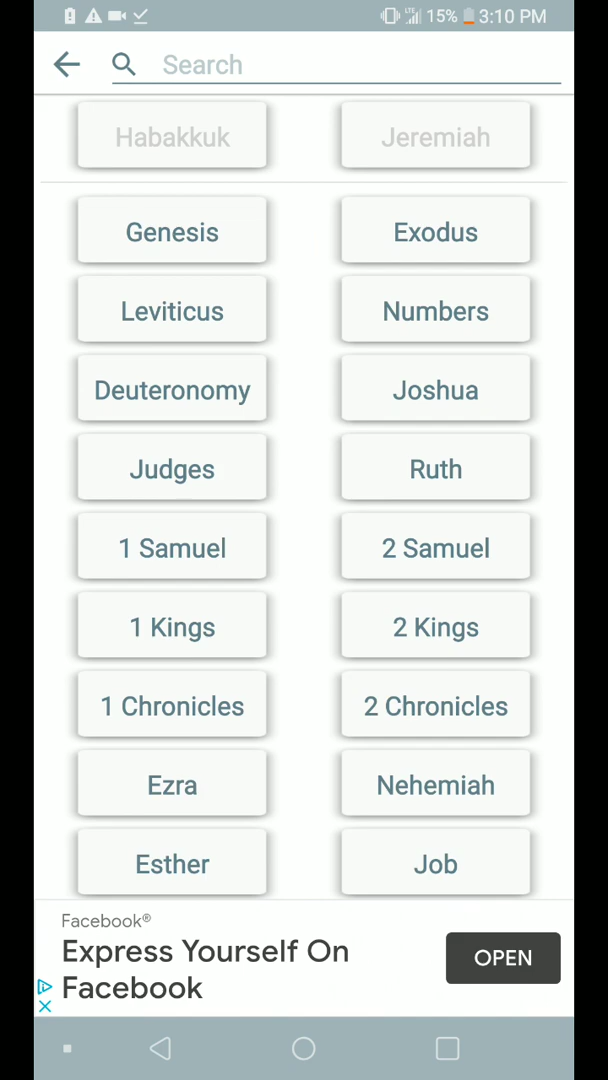 LTE 15% 3:10 PM
Search
Habakkuk Jeremiah
Genesis Exodus
Leviticus Numbers
Deuteronomy Joshua
Judges Ruth
1 Samuel 2 Samuel
1 Kings 2 Kings
1 Chronicles 2 Chronicles
Ezra Nehemiah
Esther Job
Facebook®
Express Yourself On
Facebook
OPEN